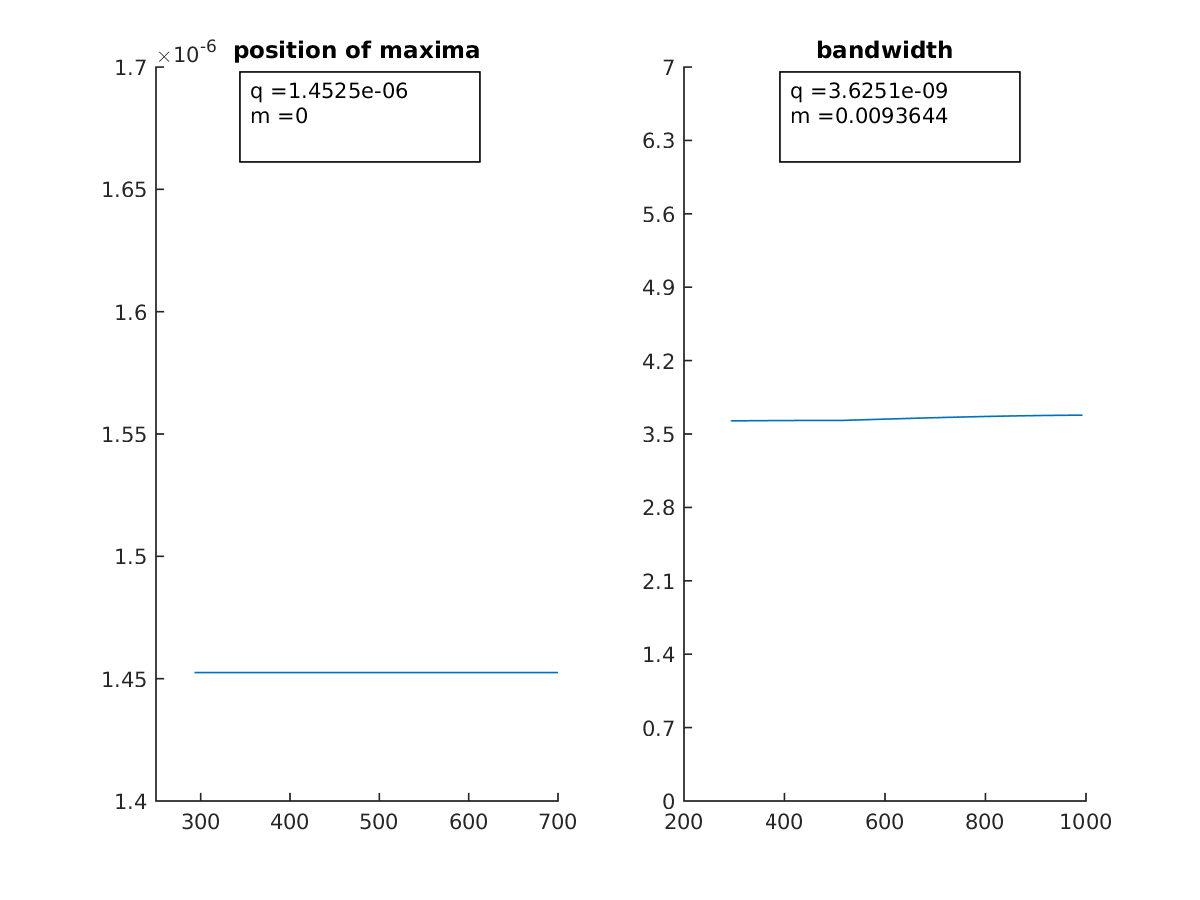 ×10-6
position of maxima
q =1.4525e-06
m =0
1.7
1.65
1.6
1.55
1.5
1.45
1.4
300 400 500 600 700
bandwidth
q =3.6251e-09
m =0.0093644
7
6.3
5.6
4.9
4.2
3.5
2.8
2.1
1.4
0.7
0
200 400 600 800 1000